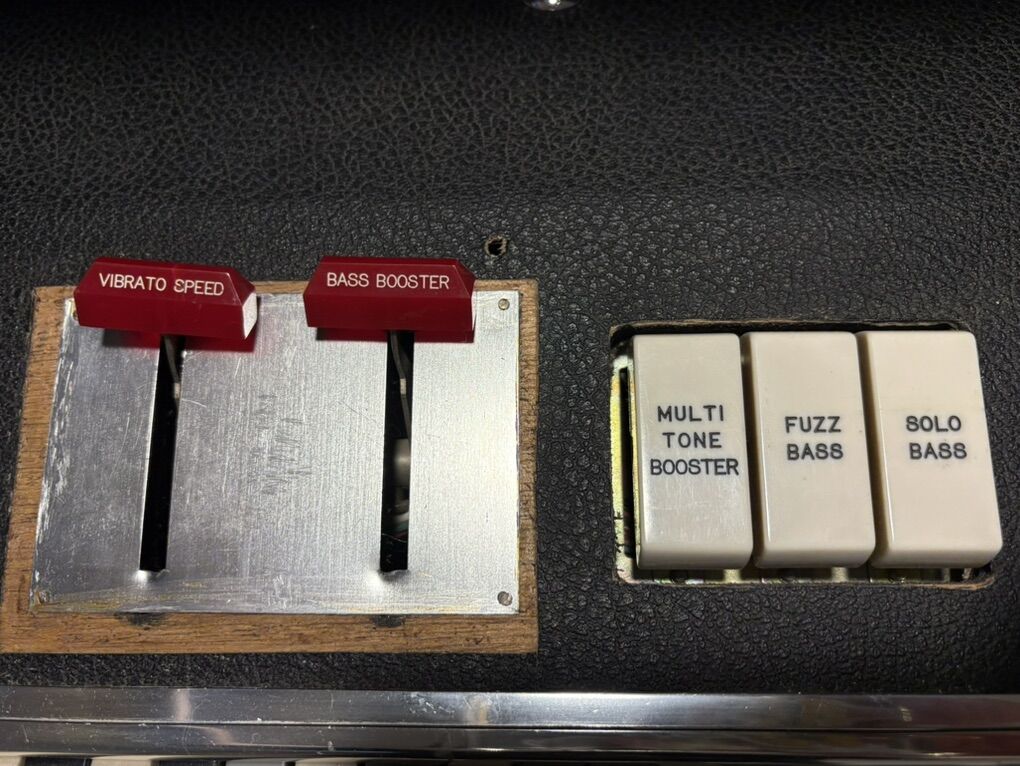 VIBRATO SPEED
BASS BOOSTER
MULTI
TONE
BOOSTER
FUZZ
BASS
SOLO
BASS